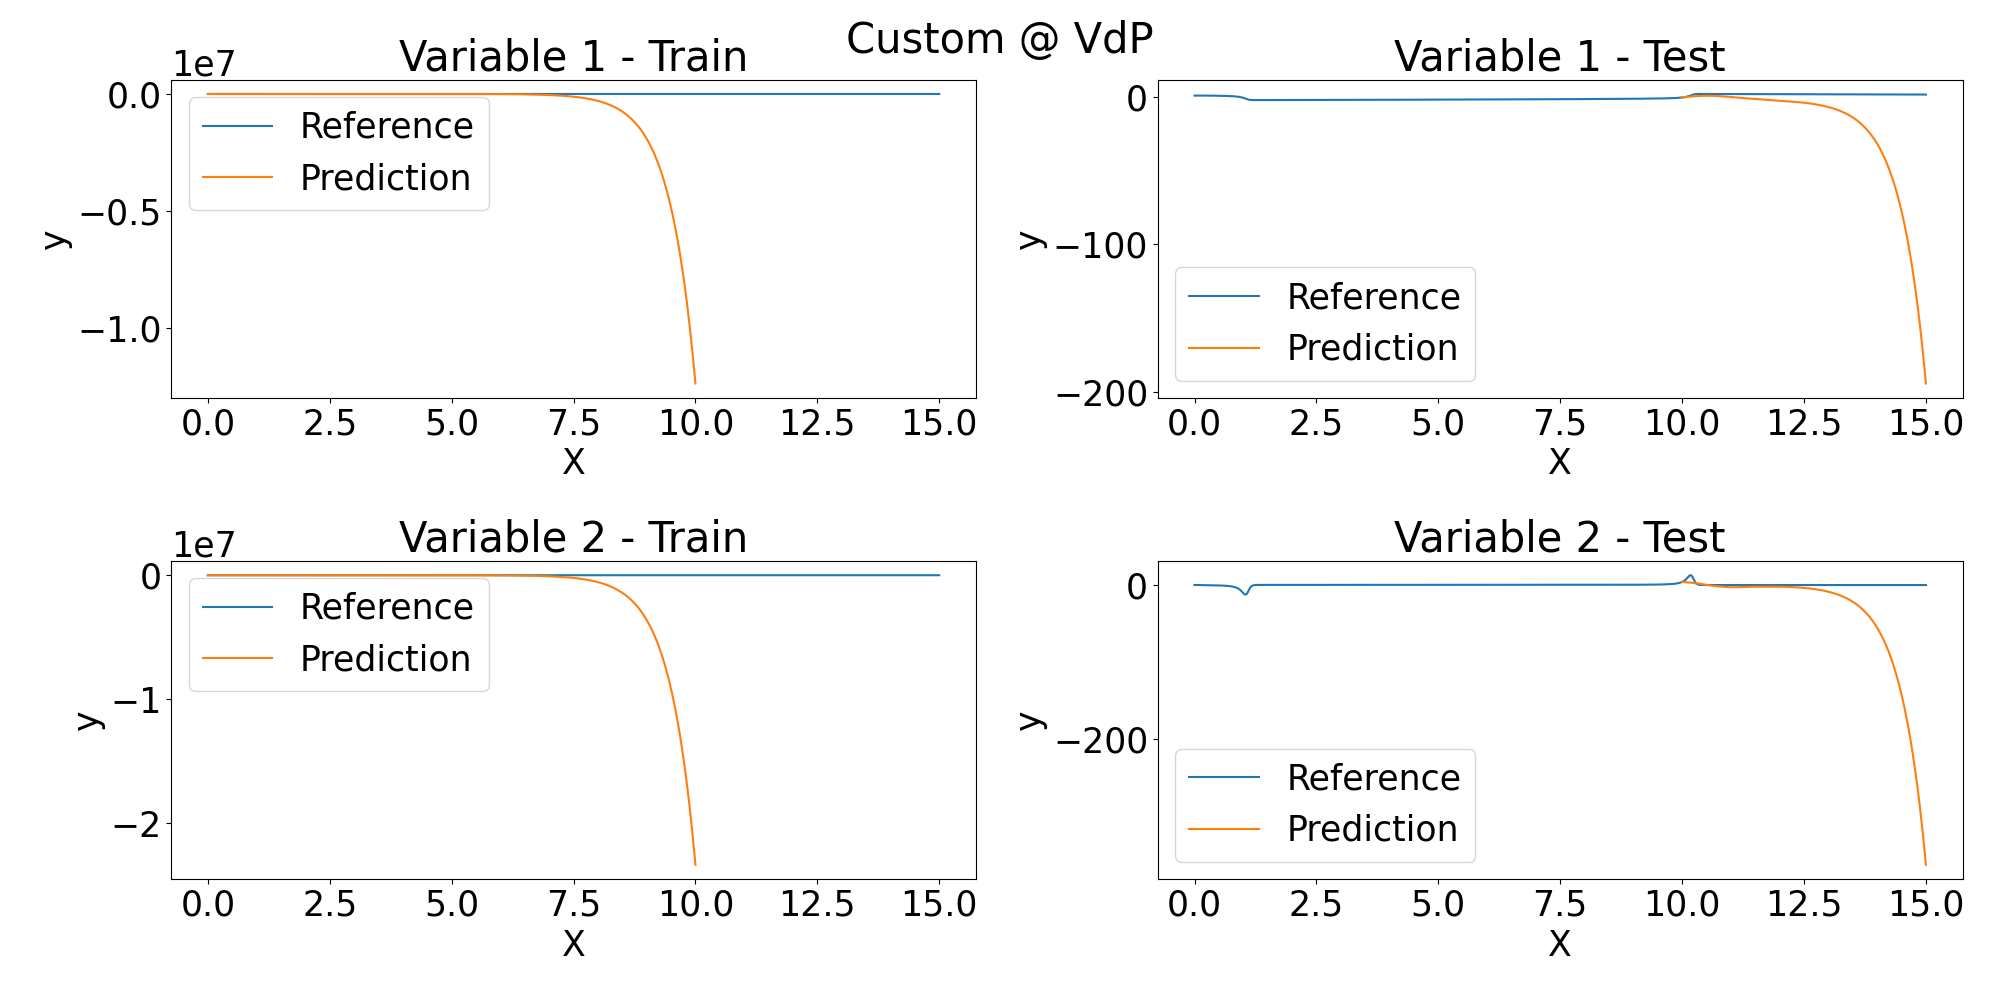 Custom @ VdP
Variable 1 - Train
1e7
0.0
−0.5
−1.0
y
Reference
Prediction
0.0 2.5 5.0 7.5 10.0 12.5 15.0
X
Variable 1 - Test
0
−100
−200
y
Reference
Prediction
0.0 2.5 5.0 7.5 10.0 12.5 15.0
X
Variable 2 - Train
1e7
0
−1
−2
y
Reference
Prediction
0.0 2.5 5.0 7.5 10.0 12.5 15.0
X
Variable 2 - Test
0
−200
y
Reference
Prediction
0.0 2.5 5.0 7.5 10.0 12.5 15.0
X